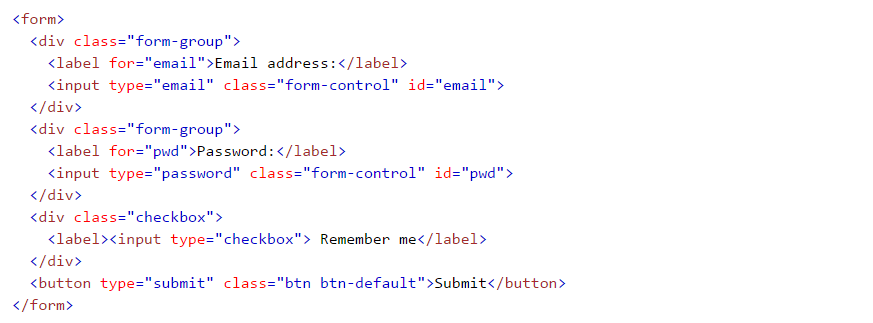 <form>
<div class="form-group">
<label for="email">Email address:</label>
<input type="email" class="form-control" id="email">
</div>
<div class="form-group">
<label for="pwd">Password:</label>
<input type="password" class="form-control" id="pwd">
</div>
<div class="checkbox">
<label><input type="checkbox"> Remember me</label>
</div>
<button type="submit" class="btn btn-default">Submit</button>
</form>